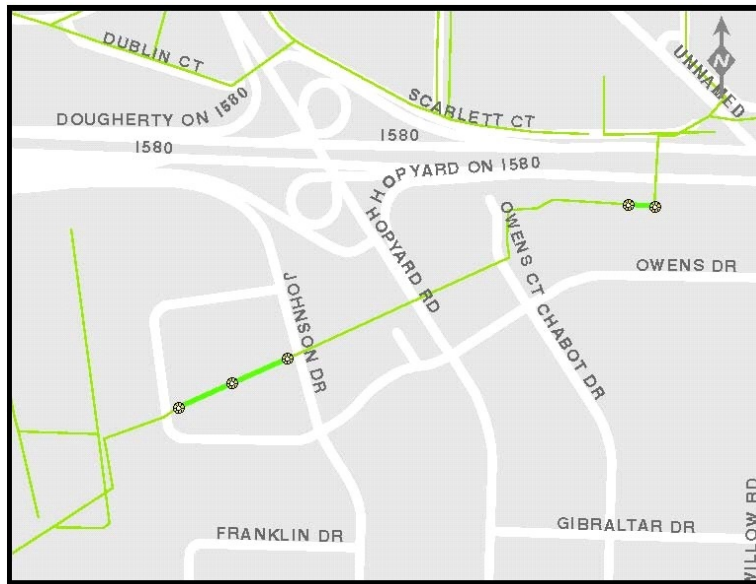 DUBLIN CT
UNNAMED
N
DOUGHERTY ON I580
SCARLETT CT
I580
I580
HOPYARD ON I580
HOPYARD RD
OWENS CT
OWENS DR
JOHNSON DR
CHABOT DR
FRANKLIN DR
GIBRALTAR DR
WILLOW RD